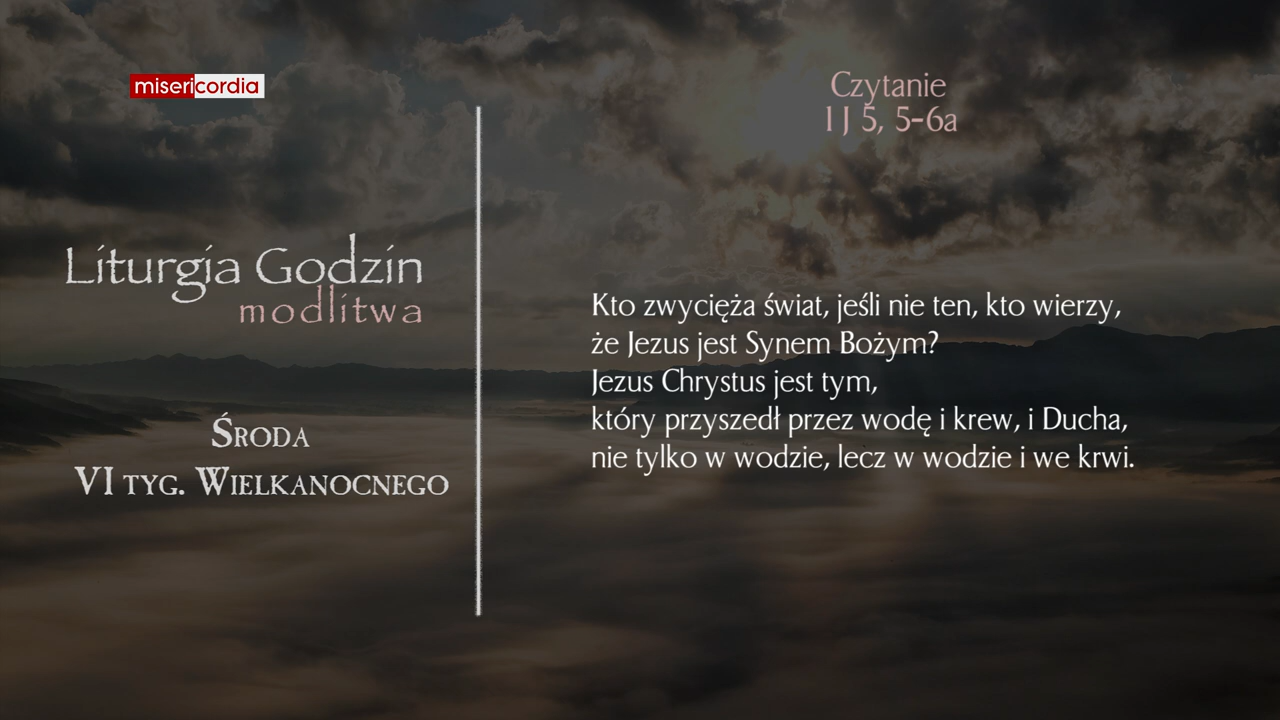 misericordia
Liturgia Godzin
modlitwa
Środa
VI tyg. Wielkanocnego
Czytanie
1 J 5, 5-6a
Kto zwycięża świat, jeśli nie ten, kto wierzy,
że Jezus jest Synem Bożym?
Jezus Chrystus jest tym,
który przyszedł przez wodę i krew, i Ducha,
nie tylko w wodzie, lecz w wodzie i we krwi.